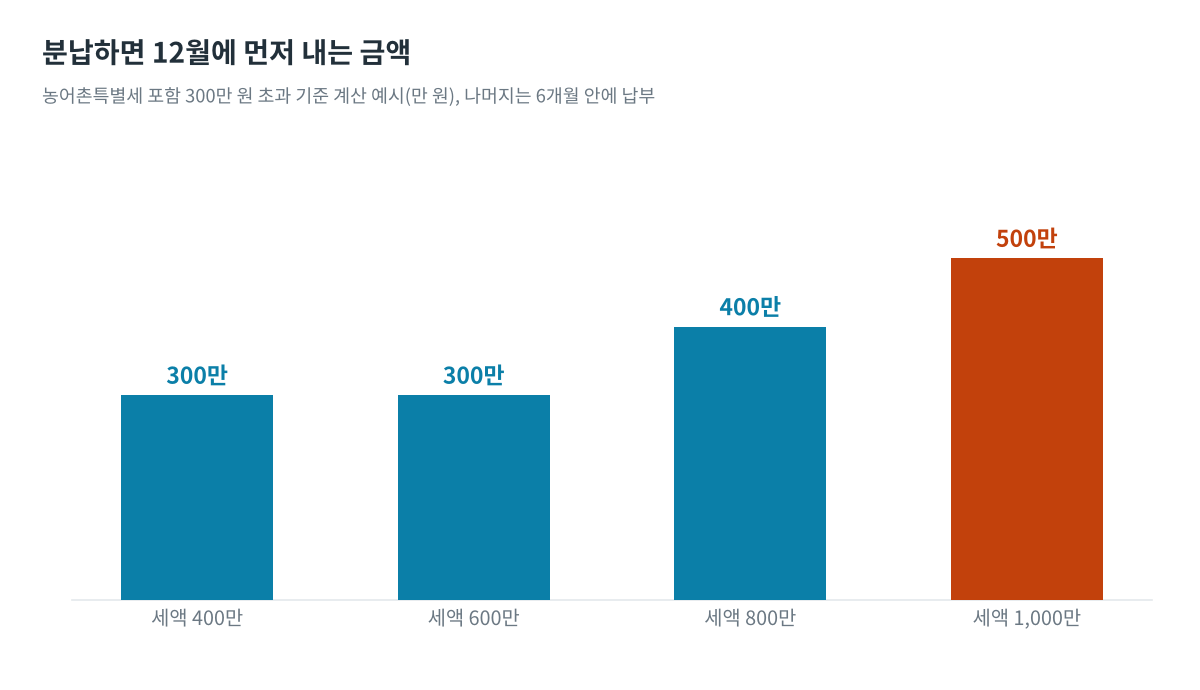 분납하면 12월에 먼저 내는 금액
농어촌특별세 포함 300만 원 초과 기준 계산 예시(만 원), 나머지는 6개월 안에 납부
300만
300만
400만
500만
세액 400만
세액 600만
세액 800만
세액 1,000만